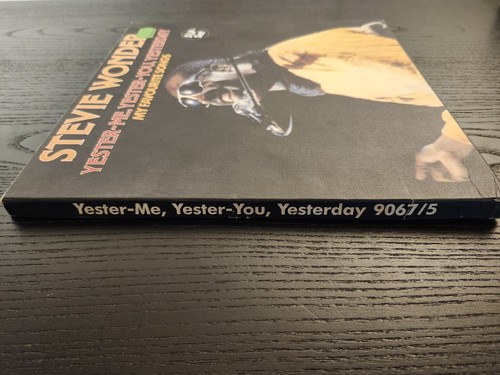 STEVIE WONDER
YESTER-ME, YESTER-YOU, YESTERDAY
MY FAVOURITE SONGS
Yester-Me, Yester-You, Yesterday 9067/5